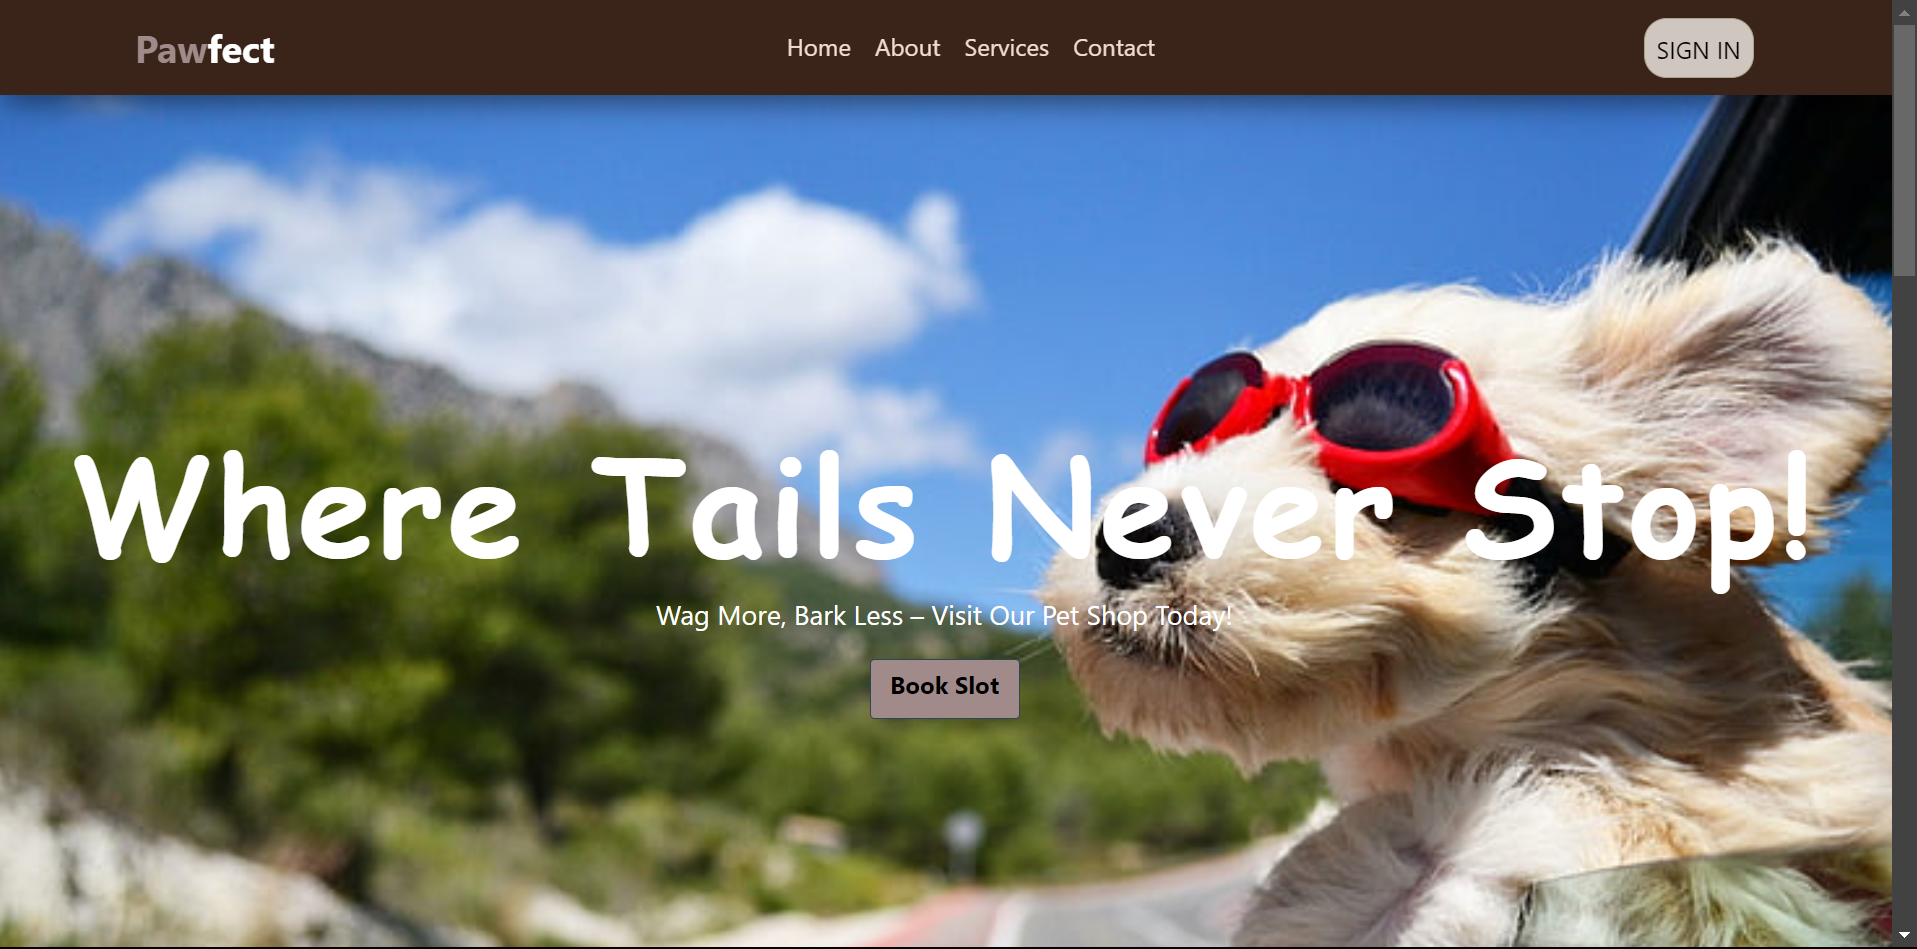 Pawfect
Home About Services Contact
SIGN IN
Where Tails Never Stop!
Wag More, Bark Less – Visit Our Pet Shop Today!
Book Slot